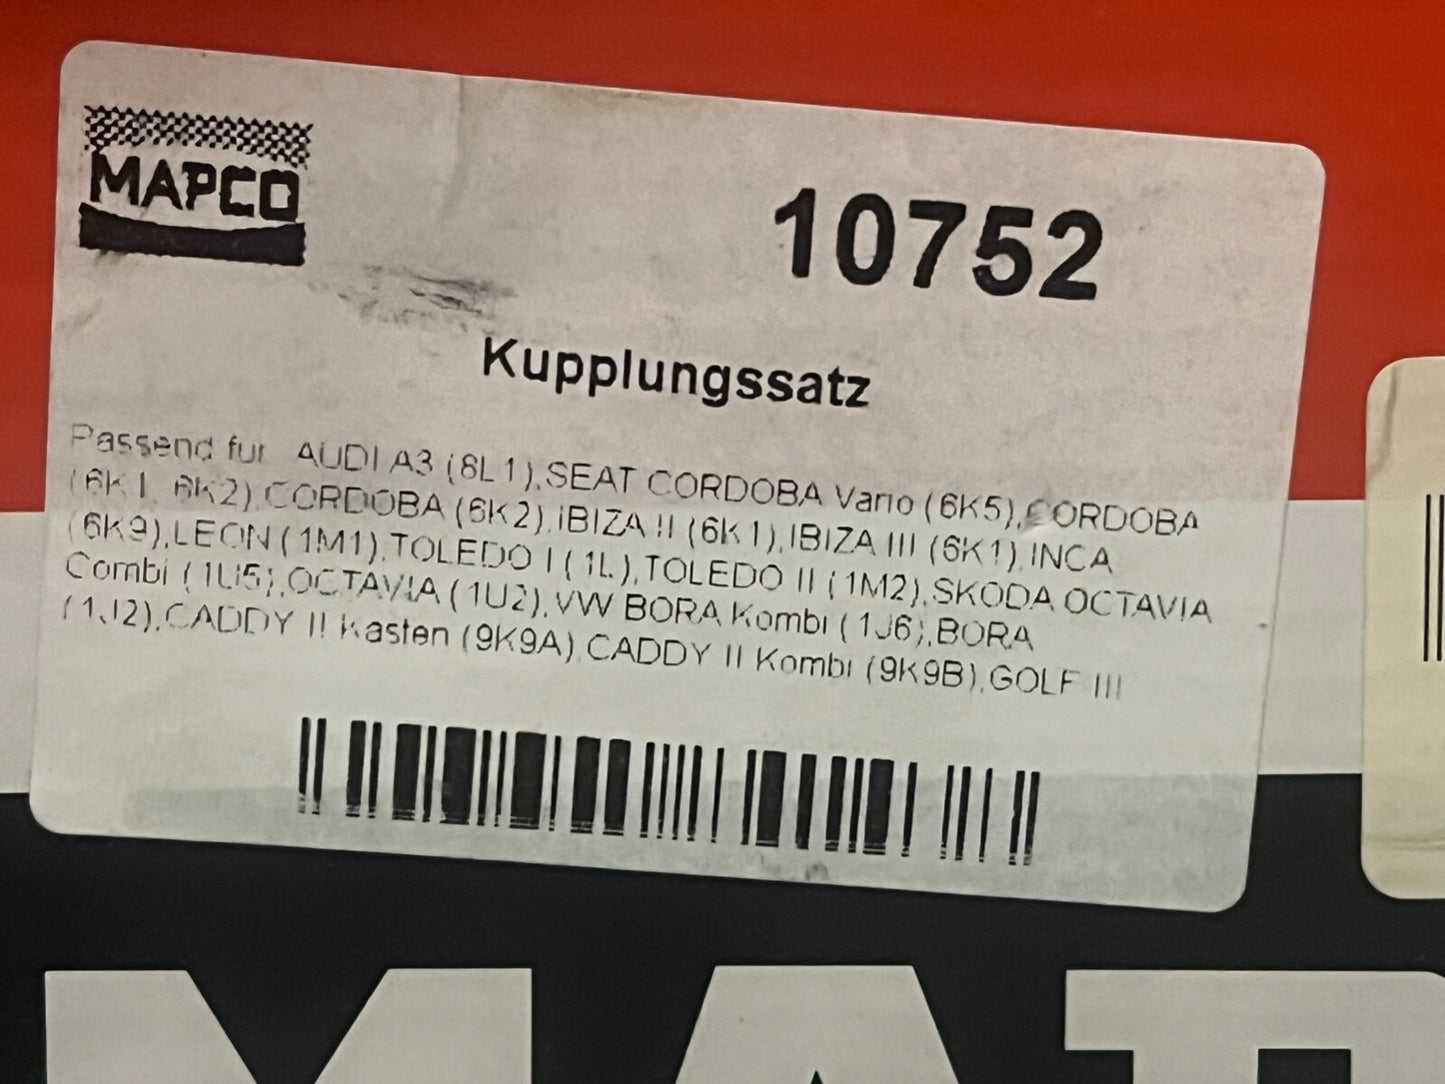 MAPCO
10752
Kupplungssatz
Passend fur AUDI A3 (8L1),SEAT CORDOBA Vario (6K5),CORDOBA
(6K1, 6K2),CORDOBA (6K2),IBIZA II (6K1),IBIZA III (6K1),INCA
(6K9),LEON (1M1),TOLEDO I (1L),TOLEDO II (1M2),SKODA OCTAVIA
Combi (1U5),OCTAVIA (1U2),VW BORA Kombi (1J6),BORA
(1J2),CADDY II Kasten (9K9A),CADDY II Kombi (9K9B),GOLF III